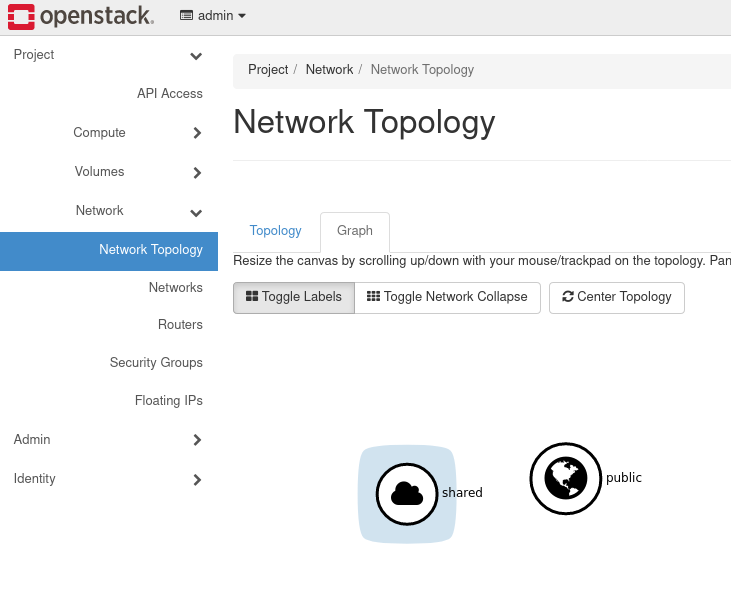 openstack. admin
Project
API Access
Compute
Volumes
Network
Network Topology
Networks
Routers
Security Groups
Floating IPs
Admin
Identity
Project / Network / Network Topology
Network Topology
Topology Graph
Resize the canvas by scrolling up/down with your mouse/trackpad on the topology. Pan
Toggle Labels Toggle Network Collapse Center Topology
shared public